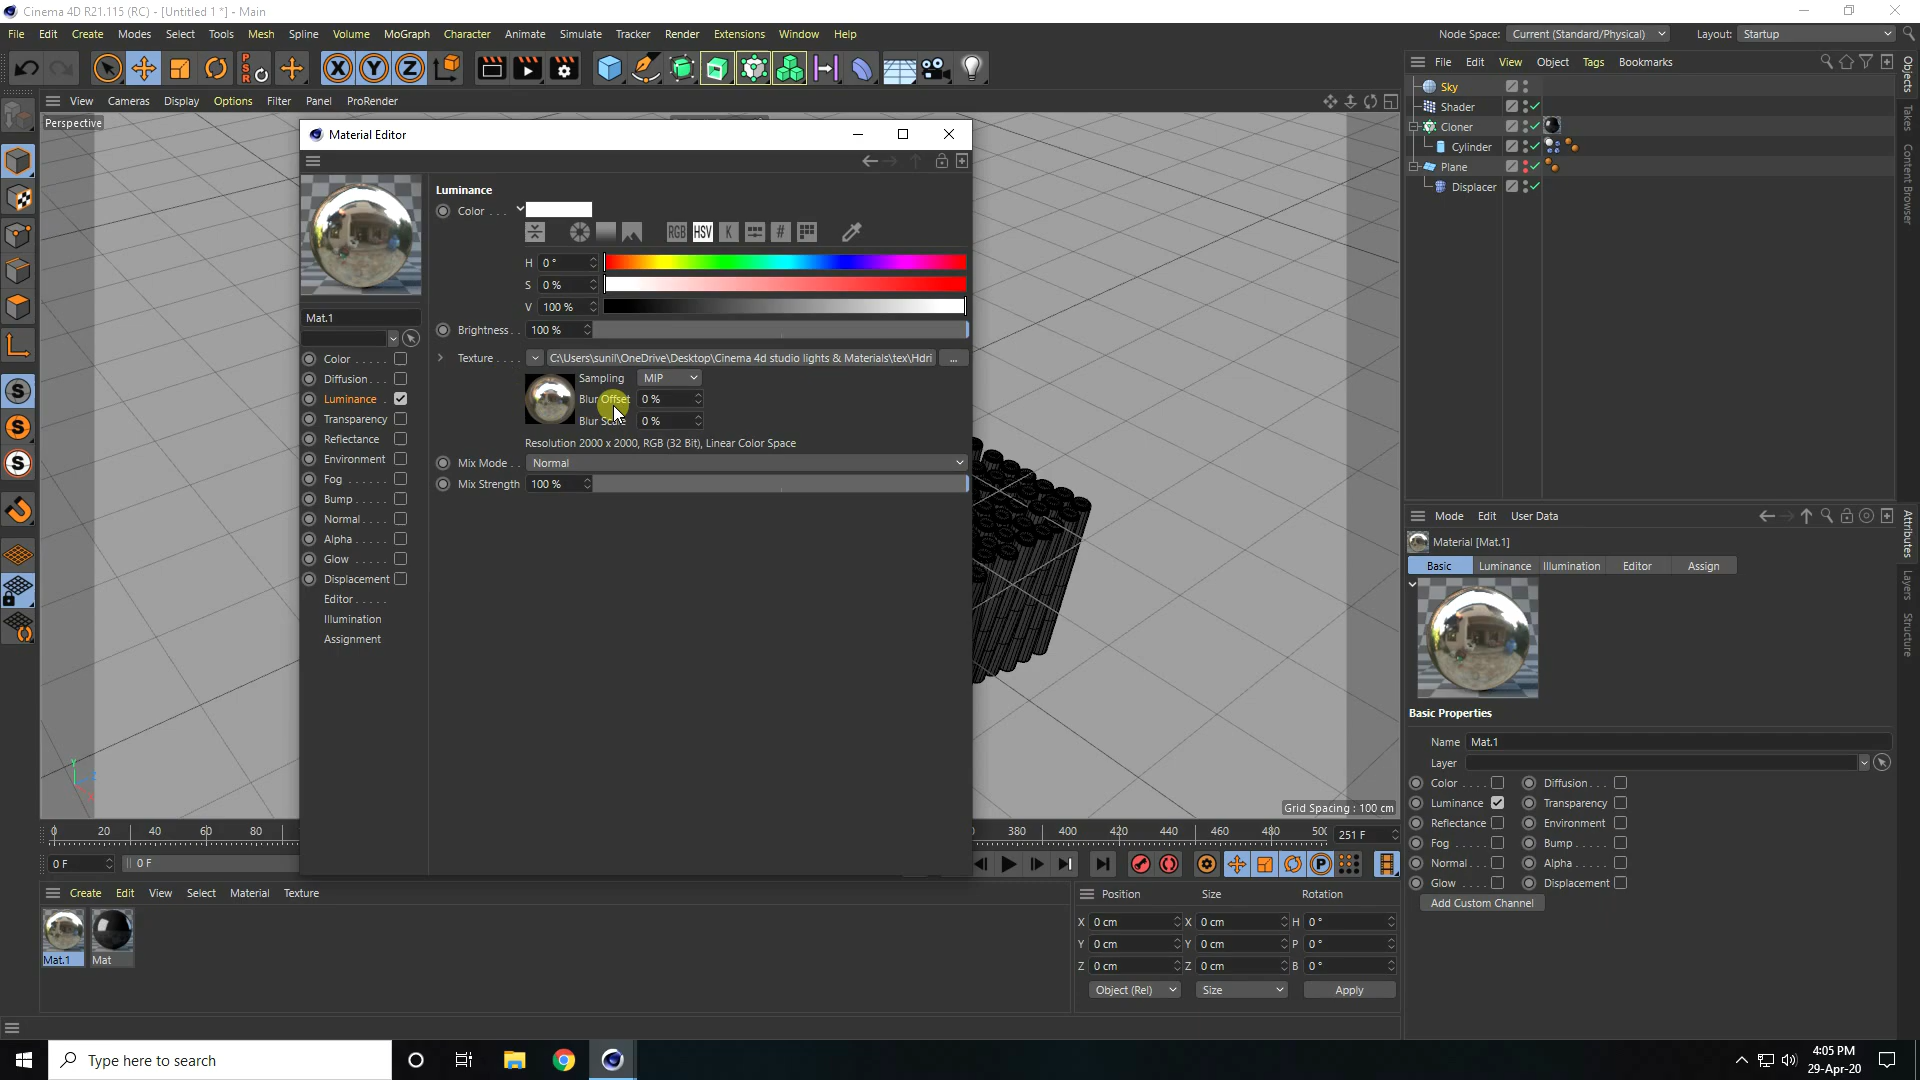 Cinema 4D R21.115 (RC) - [Untitled 1 *] - Main
File Edit Create Modes Select Tools Mesh Spline Volume MoGraph Character Animate Simulate Tracker Render Extensions Window Help
Node Space: Current (Standard/Physical) Layout: Startup
View Cameras Display Options Filter Panel ProRender
Perspective
Material Editor
Mat.1
Color
Diffusion
Luminance
Transparency
Reflectance
Environment
Fog
Bump
Normal
Alpha
Glow
Displacement
Editor
Illumination
Assignment
Luminance
Color
RGB HSV K #
H 0 °
S 0 %
V 100 %
Brightness 100 %
Texture C:\Users\sunil\OneDrive\Desktop\Cinema 4d studio lights & Materials\tex\Hdri ...
Sampling MIP
Blur Offset 0 %
Blur Scale 0 %
Resolution 2000 x 2000, RGB (32 Bit), Linear Color Space
Mix Mode Normal
Mix Strength 100 %
Grid Spacing : 100 cm
0 20 40 60 80 380 400 420 440 460 480 500 251 F
0 F 0 F
Create Edit View Select Material Texture
Mat.1 Mat
Position Size Rotation
X 0 cm X 0 cm H 0 °
Y 0 cm Y 0 cm P 0 °
Z 0 cm Z 0 cm B 0 °
Object (Rel) Size Apply
File Edit View Object Tags Bookmarks
Sky
Shader
Cloner
Cylinder
Plane
Displacer
Objects
Takes
Content Browser
Mode Edit User Data
Material [Mat.1]
Basic Luminance Illumination Editor Assign
Basic Properties
Name Mat.1
Layer
Color Diffusion
Luminance Transparency
Reflectance Environment
Fog Bump
Normal Alpha
Glow Displacement
Add Custom Channel
Attributes
Layers
Structure
Type here to search
4:05 PM
29-Apr-20